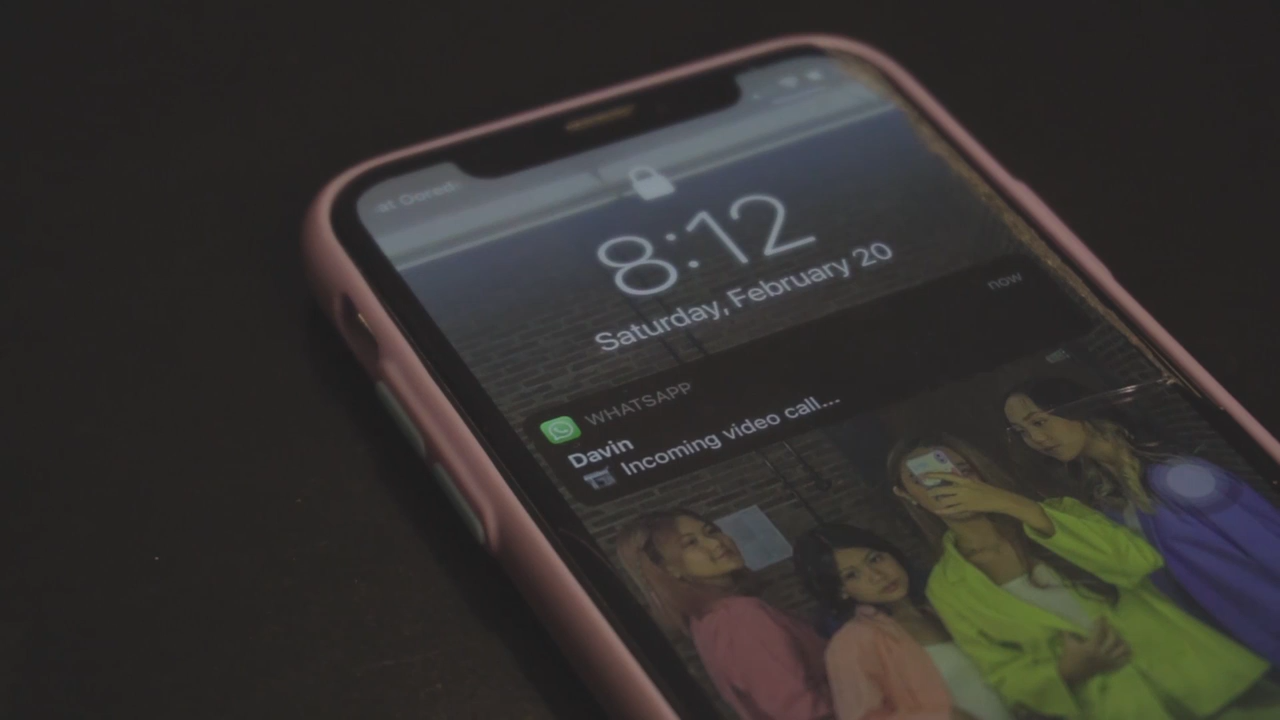 8:12
Saturday, February 20
now
WHATSAPP
Davin
Incoming video call...